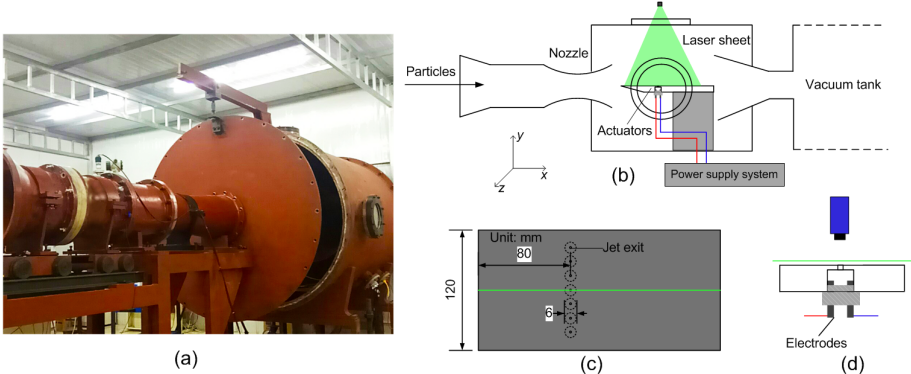 (a)
Particles
Nozzle
Laser sheet
Vacuum tank
Actuators
y
x
z
(b)
Power supply system
Unit: mm
Jet exit
80
120
6
(c)
Electrodes
(d)